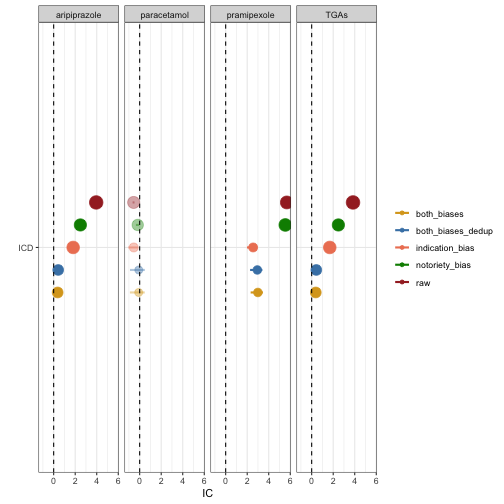 aripiprazole paracetamol pramipexole TGAs
ICD
both_biases
both_biases_dedup
indication_bias
notoriety_bias
raw
0 2 4 6 0 2 4 6 0 2 4 6 0 2 4 6
IC